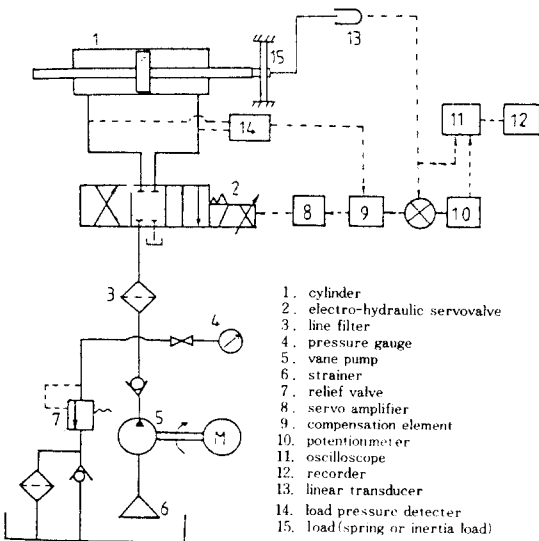 1
15
13
14
11
12
2
8
9
10
3
4
5
M
7
6
1. cylinder
2. electro-hydraulic servovalve
3. line filter
4. pressure gauge
5. vane pump
6. strainer
7. relief valve
8. servo amplifier
9. compensation element
10. potentionmeter
11. oscilloscope
12. recorder
13. linear transducer
14. load pressure detecter
15. load(spring or inertia load)